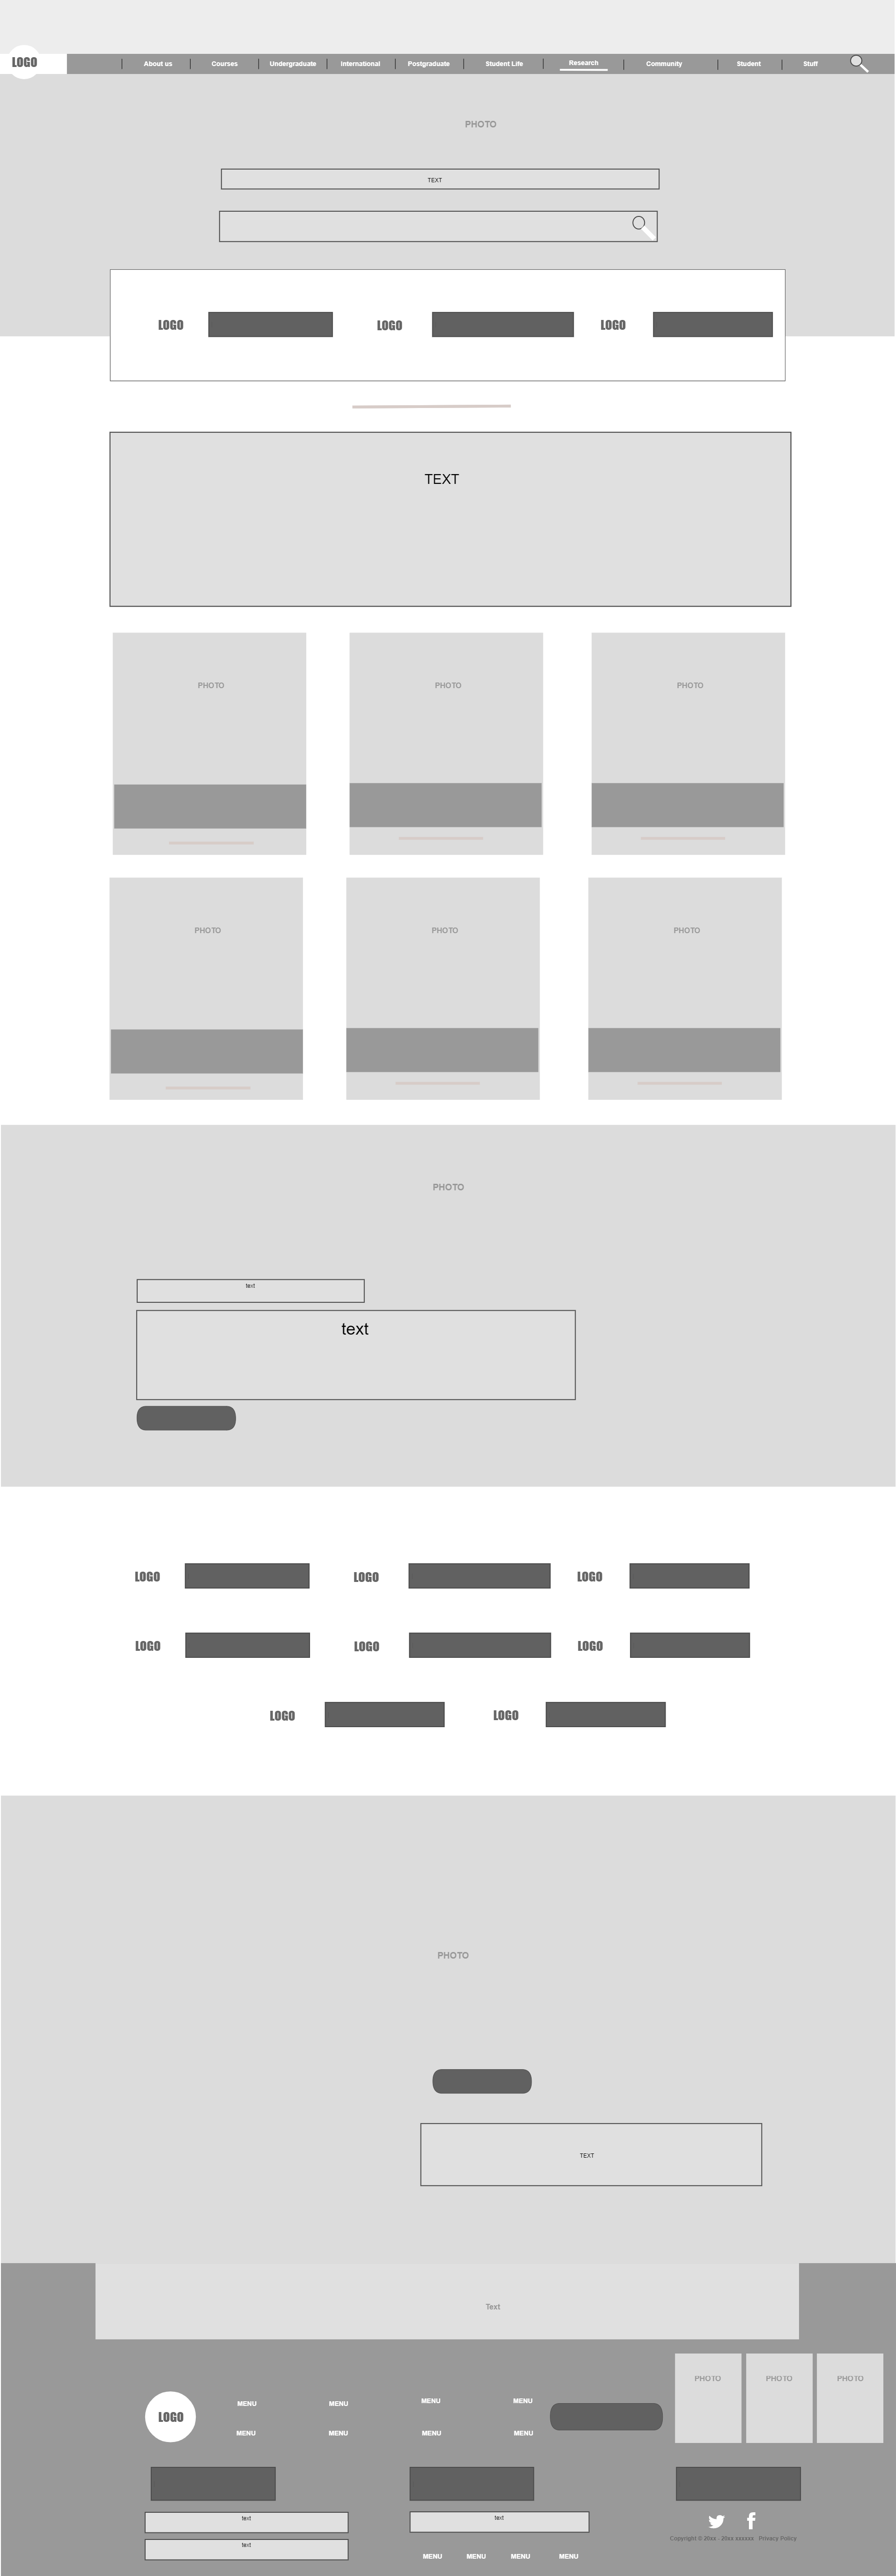 LOGO About us Courses Undergraduate International Postgraduate Student Life Research Community Student Stuff
PHOTO
TEXT
LOGO LOGO LOGO
TEXT
PHOTO PHOTO PHOTO
PHOTO PHOTO PHOTO
PHOTO
text
text
LOGO LOGO LOGO
LOGO LOGO LOGO
LOGO LOGO
PHOTO
TEXT
Text
PHOTO PHOTO PHOTO
LOGO MENU MENU MENU MENU
MENU MENU MENU MENU
text text
Copyright © 20xx - 20xx xxxxxx Privacy Policy
text
MENU MENU MENU MENU